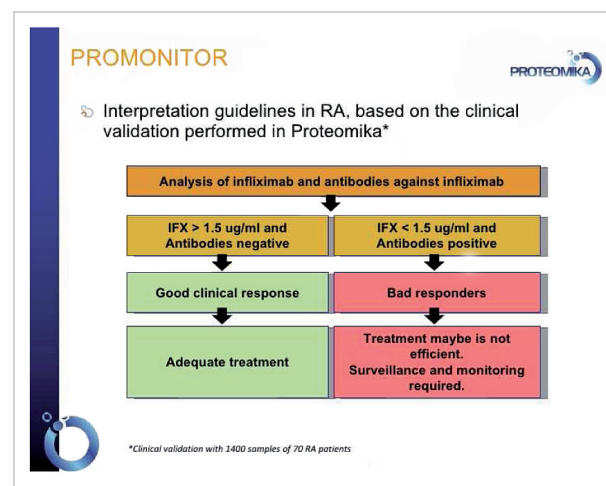 PROMONITOR
PROTEOMIKA
Interpretation guidelines in RA, based on the clinical
validation performed in Proteomika*
Analysis of infliximab and antibodies against infliximab
IFX > 1.5 ug/ml and
Antibodies negative
IFX < 1.5 ug/ml and
Antibodies positive
Good clinical response
Bad responders
Adequate treatment
Treatment maybe is not
efficient.
Surveillance and monitoring
required.
*Clinical validation with 1400 samples of 70 RA patients